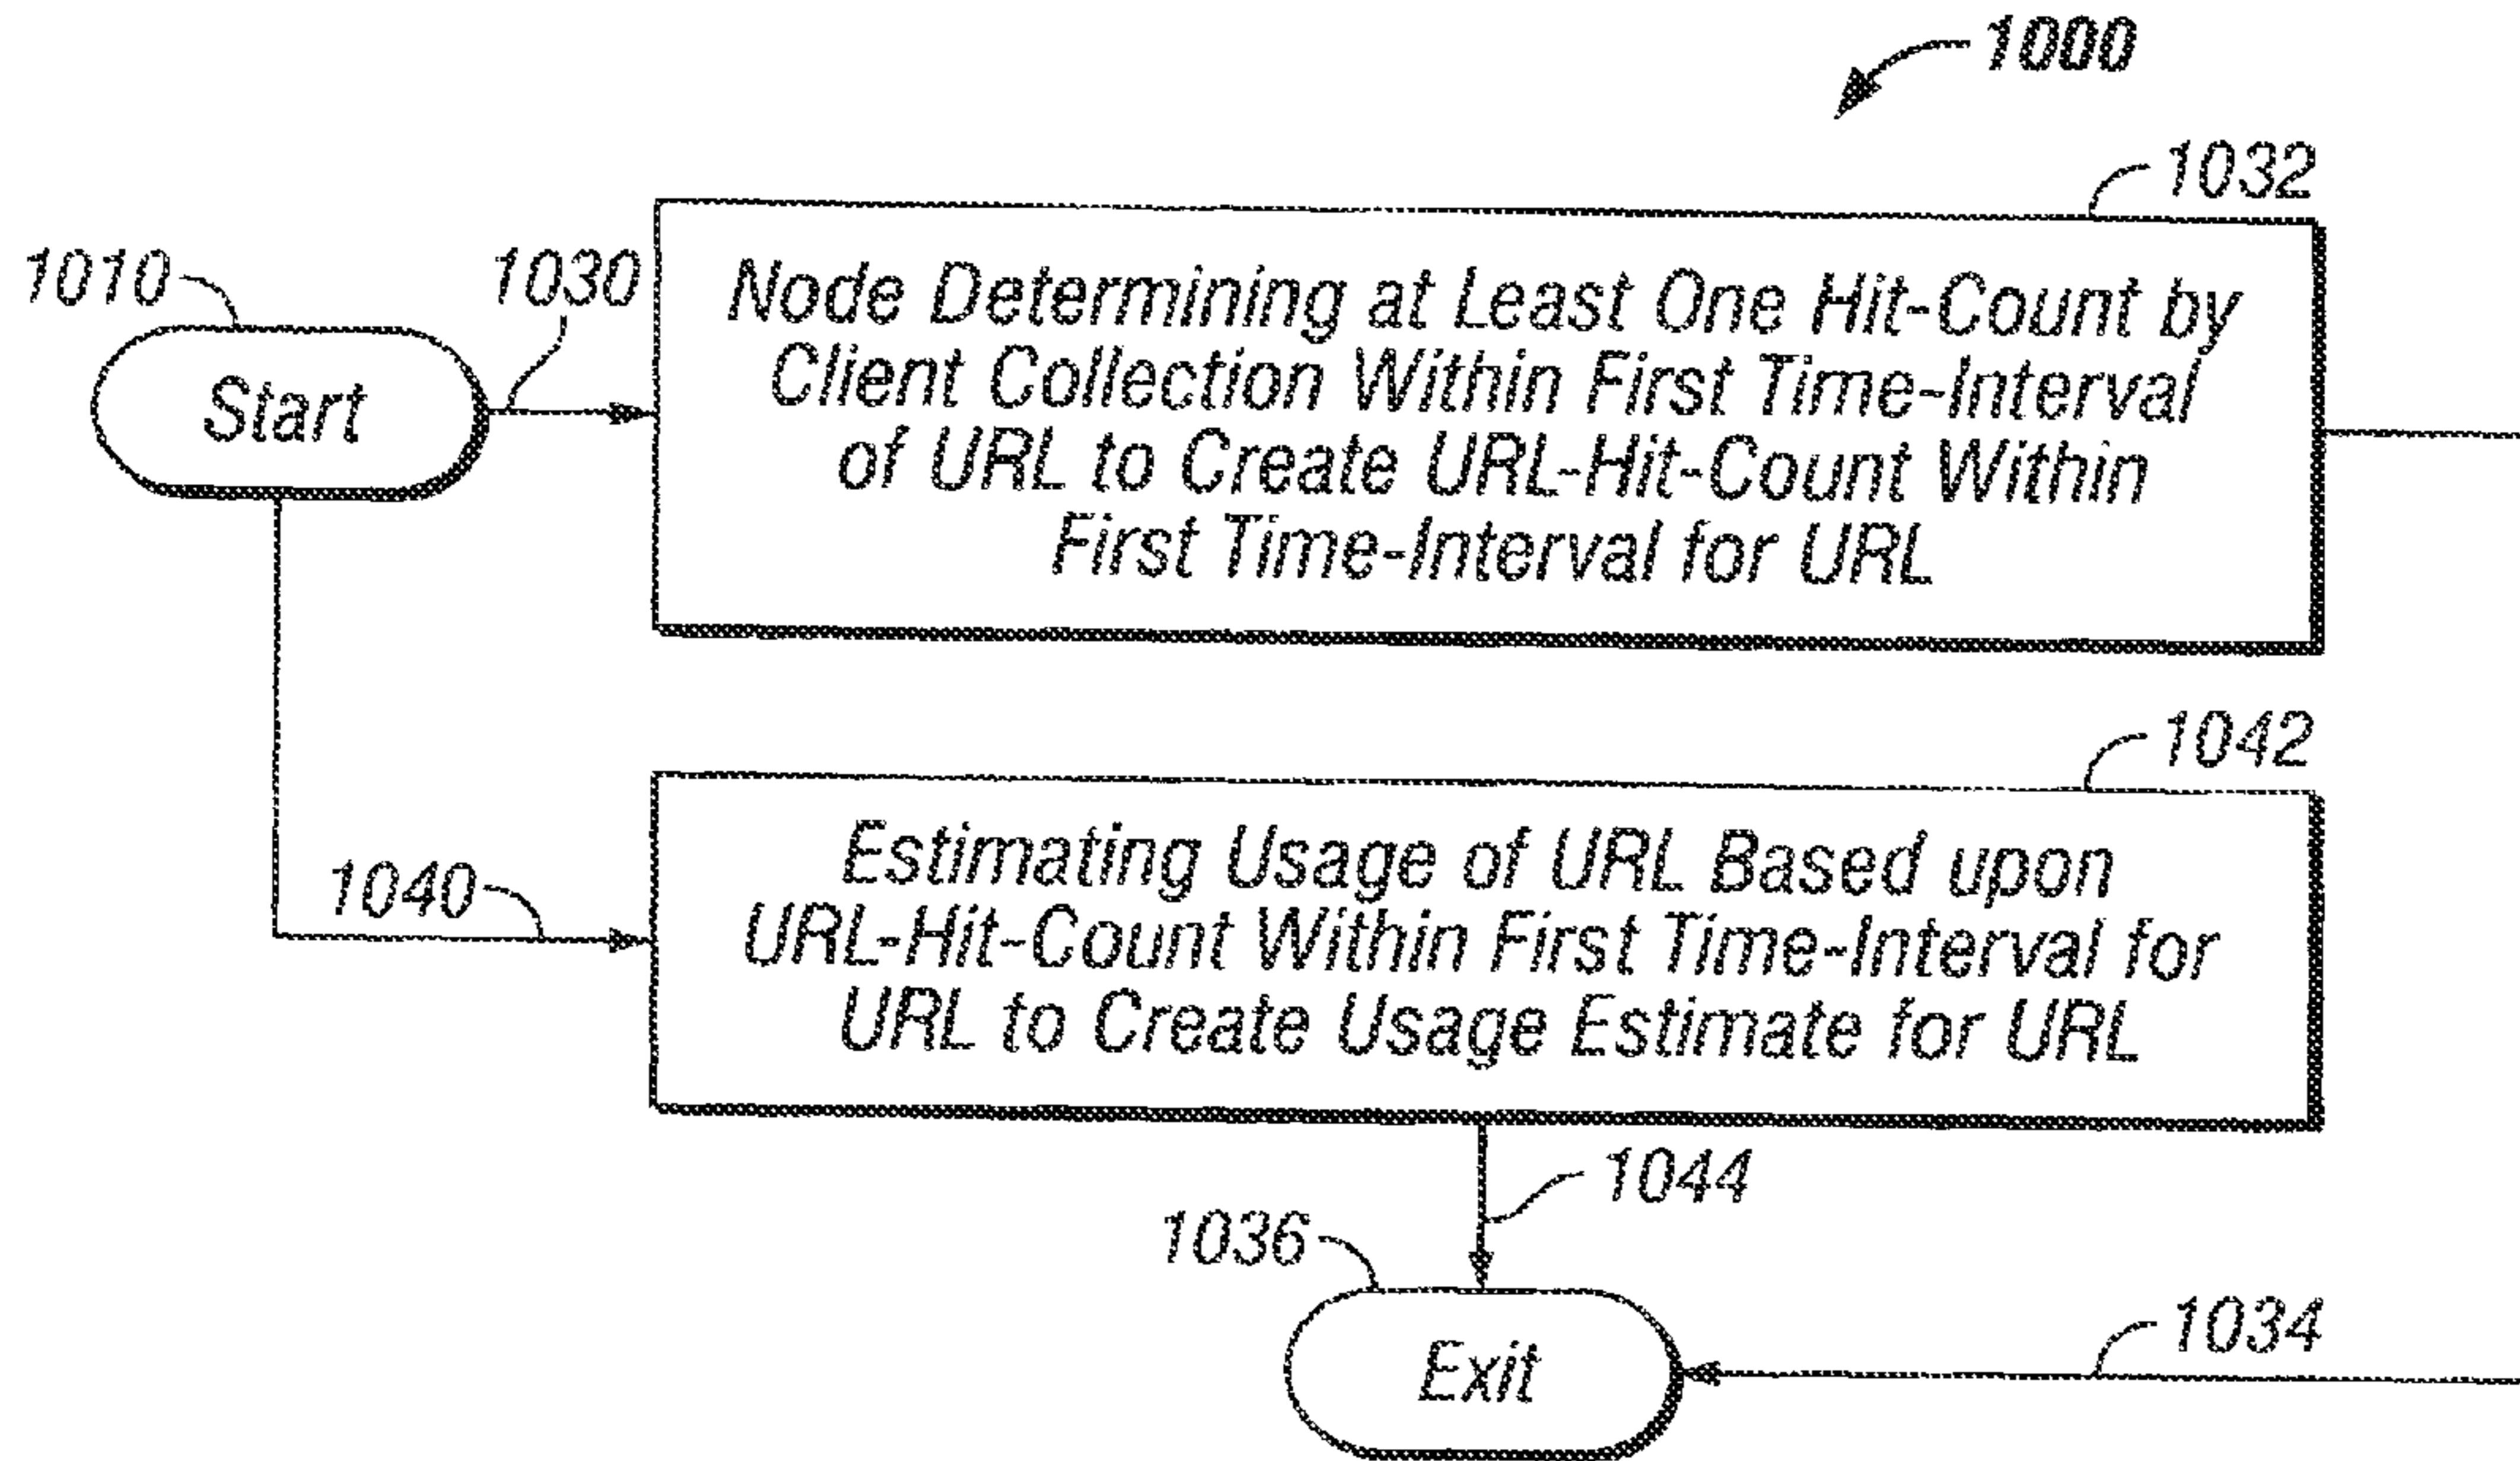 1000
1032
1010
1030
Node Determining at Least One Hit-Count by
Client Collection Within First Time-Interval
of URL to Create URL-Hit-Count Within
First Time-Interval for URL
Start
1042
1040
Estimating Usage of URL Based upon
URL-Hit-Count Within First Time-Interval for
URL to Create Usage Estimate for URL
1044
1036
1034
Exit